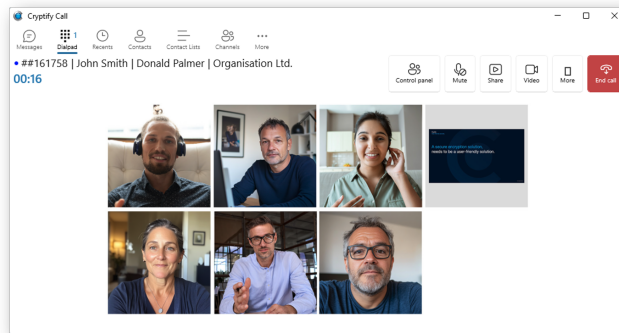 Cryptify Call
1
Messages
Dialpad
Recents
Contacts
Contact Lists
Channels
More
##161758 | John Smith | Donald Palmer | Organisation Ltd.
00:16
Control panel
Mute
Share
Video
More
End call
A secure encryption solution,
needs to be a user-friendly solution.